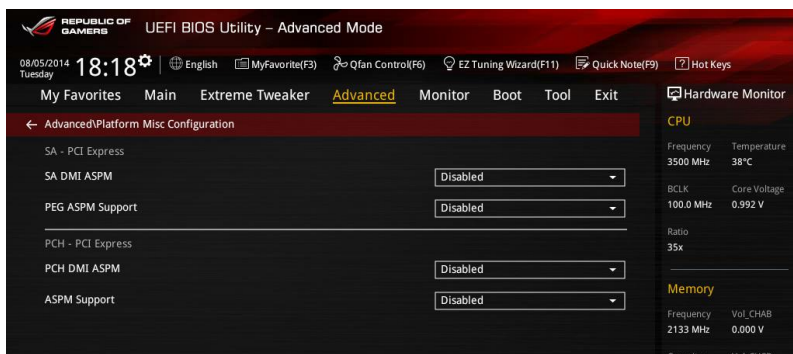 REPUBLIC OF
GAMERS
UEFI BIOS Utility – Advanced Mode
08/05/2014
Tuesday
18:18
English
MyFavorite(F3)
Qfan Control(F6)
EZ Tuning Wizard(F11)
Quick Note(F9)
? Hot Keys
My Favorites
Main
Extreme Tweaker
Advanced
Monitor
Boot
Tool
Exit
← Advanced\Platform Misc Configuration
SA - PCI Express
SA DMI ASPM Disabled
PEG ASPM Support Disabled
PCH - PCI Express
PCH DMI ASPM Disabled
ASPM Support Disabled
Hardware Monitor
CPU
Frequency Temperature
3500 MHz 38°C
BCLK Core Voltage
100.0 MHz 0.992 V
Ratio
35x
Memory
Frequency Vol_CHAB
2133 MHz 0.000 V